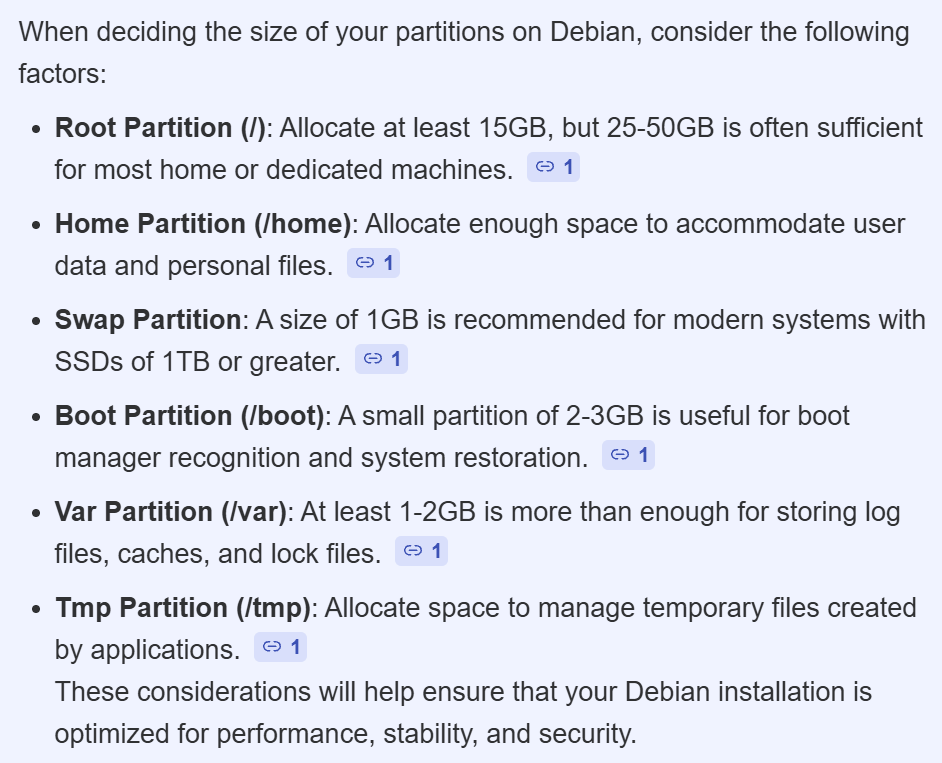 When deciding the size of your partitions on Debian, consider the following
factors:
• Root Partition (/): Allocate at least 15GB, but 25-50GB is often sufficient
for most home or dedicated machines. 1
• Home Partition (/home): Allocate enough space to accommodate user
data and personal files. 1
• Swap Partition: A size of 1GB is recommended for modern systems with
SSDs of 1TB or greater. 1
• Boot Partition (/boot): A small partition of 2-3GB is useful for boot
manager recognition and system restoration. 1
• Var Partition (/var): At least 1-2GB is more than enough for storing log
files, caches, and lock files. 1
• Tmp Partition (/tmp): Allocate space to manage temporary files created
by applications. 1
These considerations will help ensure that your Debian installation is
optimized for performance, stability, and security.